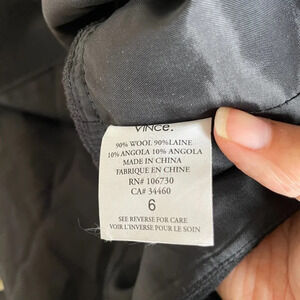 VINCE.
90% WOOL 90%LAINE
10% ANGOLA 10% ANGOLA
MADE IN CHINA
FABRIQUE EN CHINE
RN# 106730
CA# 34460
6
SEE REVERSE FOR CARE
VOIR L'INVERSE POUR LE SOIN